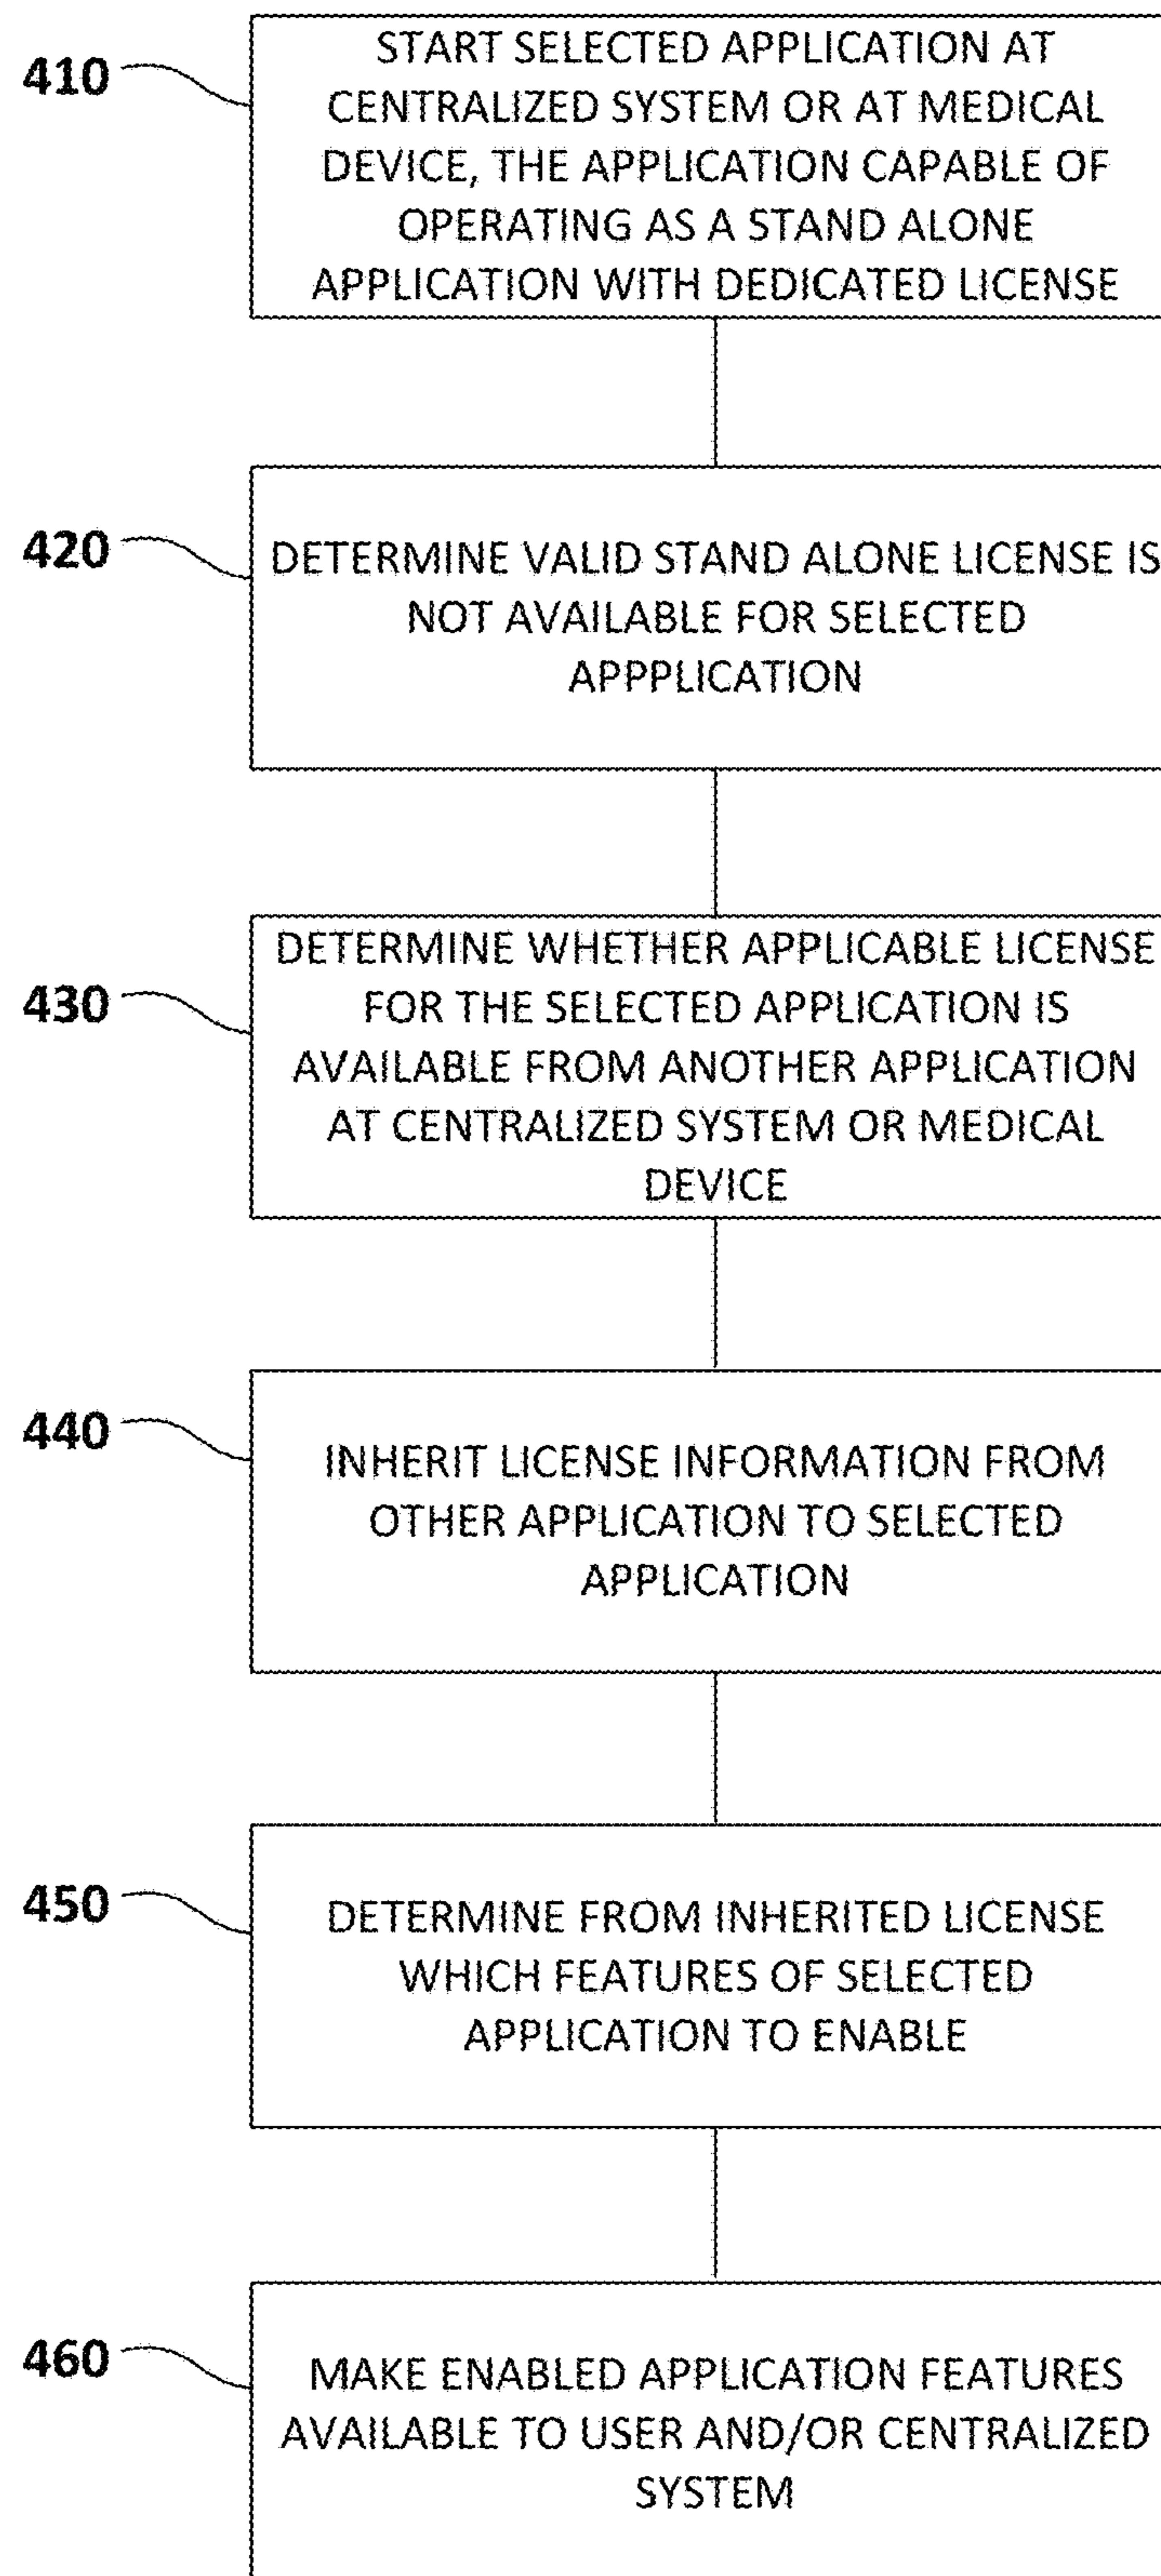 410
START SELECTED APPLICATION AT
CENTRALIZED SYSTEM OR AT MEDICAL
DEVICE, THE APPLICATION CAPABLE OF
OPERATING AS A STAND ALONE
APPLICATION WITH DEDICATED LICENSE
420
DETERMINE VALID STAND ALONE LICENSE IS
NOT AVAILABLE FOR SELECTED
APPPLICATION
430
DETERMINE WHETHER APPLICABLE LICENSE
FOR THE SELECTED APPLICATION IS
AVAILABLE FROM ANOTHER APPLICATION
AT CENTRALIZED SYSTEM OR MEDICAL
DEVICE
440
INHERIT LICENSE INFORMATION FROM
OTHER APPLICATION TO SELECTED
APPLICATION
450
DETERMINE FROM INHERITED LICENSE
WHICH FEATURES OF SELECTED
APPLICATION TO ENABLE
460
MAKE ENABLED APPLICATION FEATURES
AVAILABLE TO USER AND/OR CENTRALIZED
SYSTEM